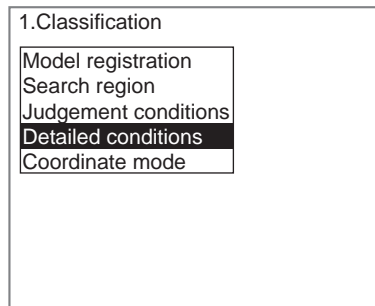 1.Classification
Model registration
Search region
Judgement conditions
Detailed conditions
Coordinate mode